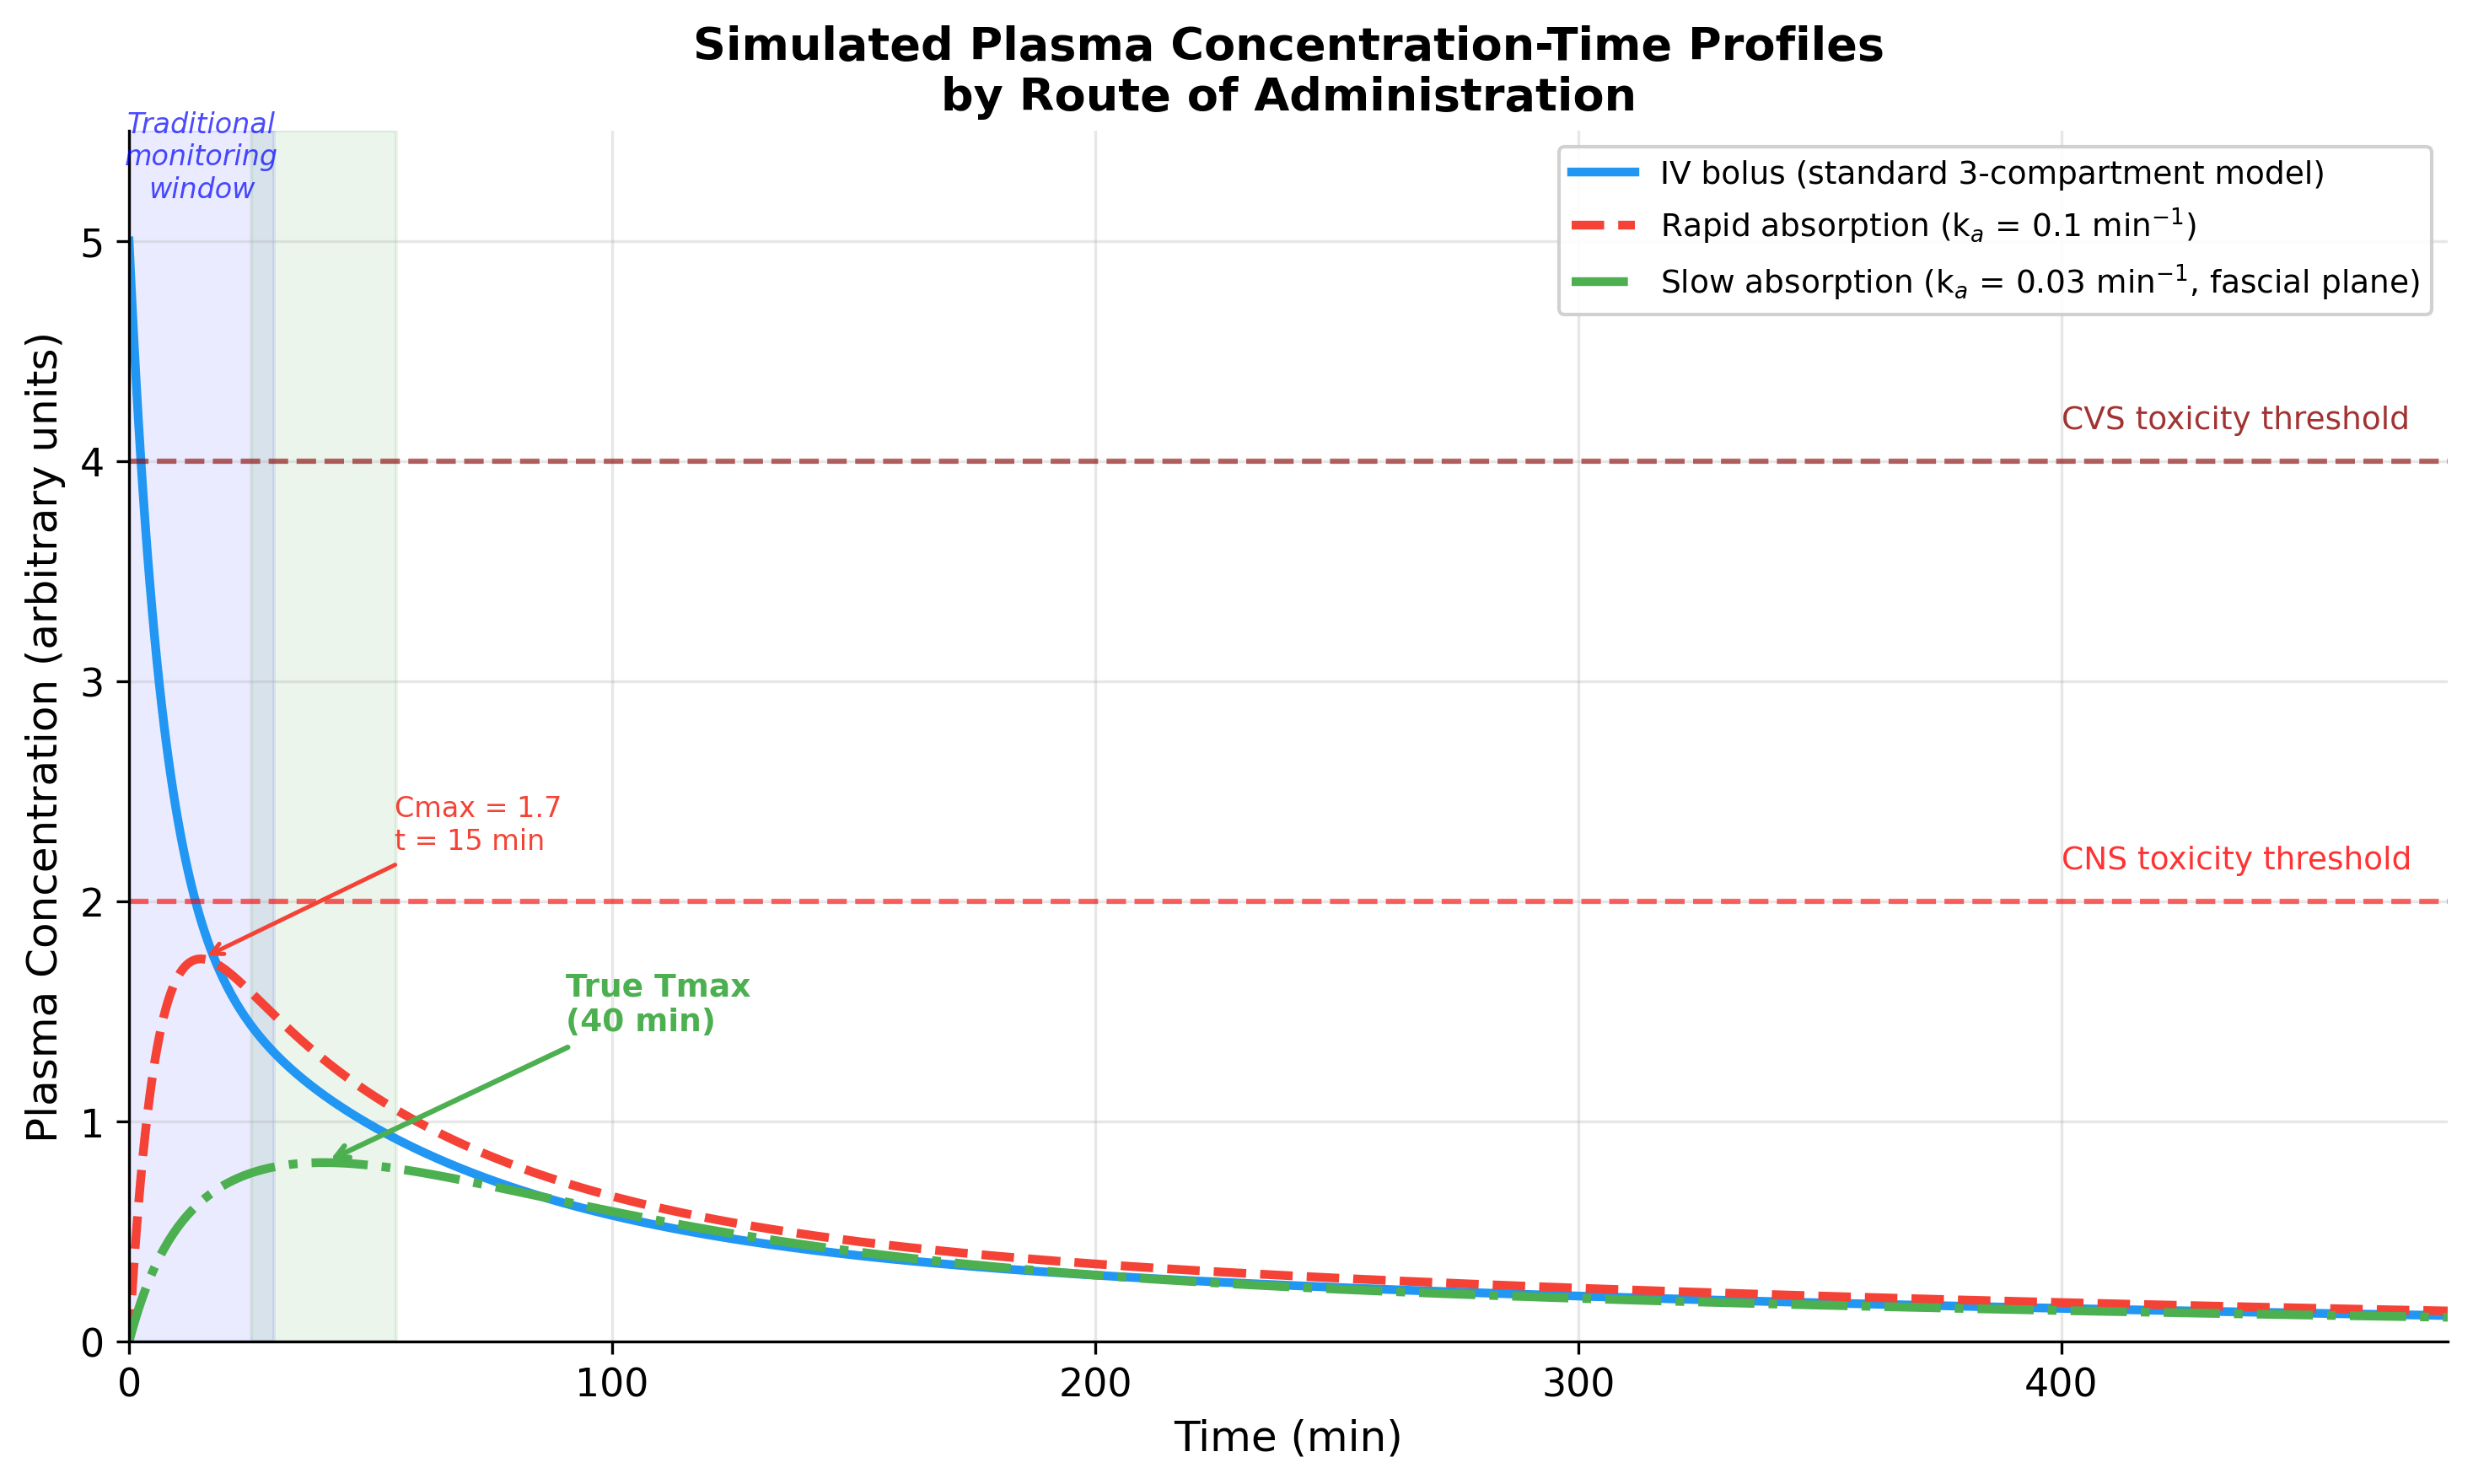 Simulated Plasma Concentration-Time Profiles
by Route of Administration
Traditional
monitoring
window
IV bolus (standard 3-compartment model)
Rapid absorption (kₐ = 0.1 min⁻¹)
Slow absorption (kₐ = 0.03 min⁻¹, fascial plane)
CVS toxicity threshold
Cmax = 1.7
t = 15 min
CNS toxicity threshold
True Tmax
(40 min)
Plasma Concentration (arbitrary units)
5
4
3
2
1
0
0 100 200 300 400
Time (min)